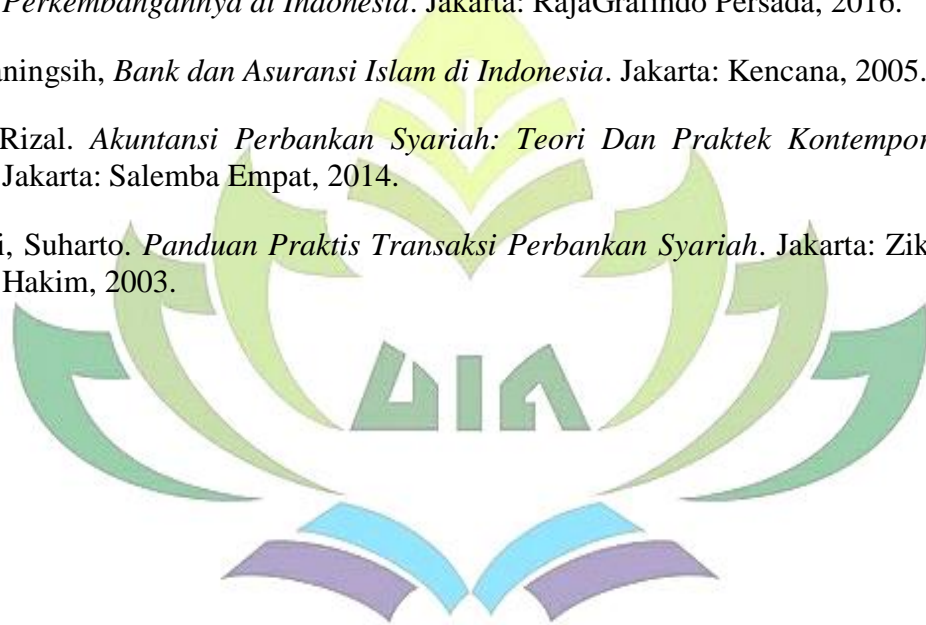 Perkembangannya di Indonesia. Jakarta: RajaGrafindo Persada, 2016.
aningsih, Bank dan Asuransi Islam di Indonesia. Jakarta: Kencana, 2005.
Rizal. Akuntansi Perbankan Syariah: Teori Dan Praktek Kontempor
Jakarta: Salemba Empat, 2014.
i, Suharto. Panduan Praktis Transaksi Perbankan Syariah. Jakarta: Zik
Hakim, 2003.
UIN